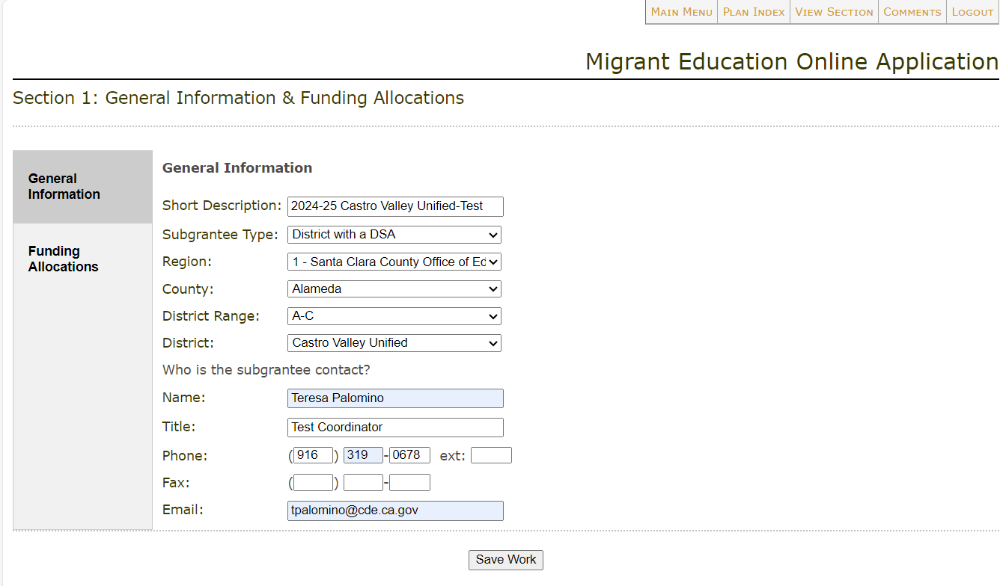 Main Menu Plan Index View Section Comments Logout
Migrant Education Online Application
Section 1: General Information & Funding Allocations
General Information
Funding Allocations
General Information
Short Description: 2024-25 Castro Valley Unified-Test
Subgrantee Type: District with a DSA
Region: 1 - Santa Clara County Office of Ed
County: Alameda
District Range: A-C
District: Castro Valley Unified
Who is the subgrantee contact?
Name: Teresa Palomino
Title: Test Coordinator
Phone: (916) 319-0678 ext:
Fax: ( ) -
Email: tpalomino@cde.ca.gov
Save Work